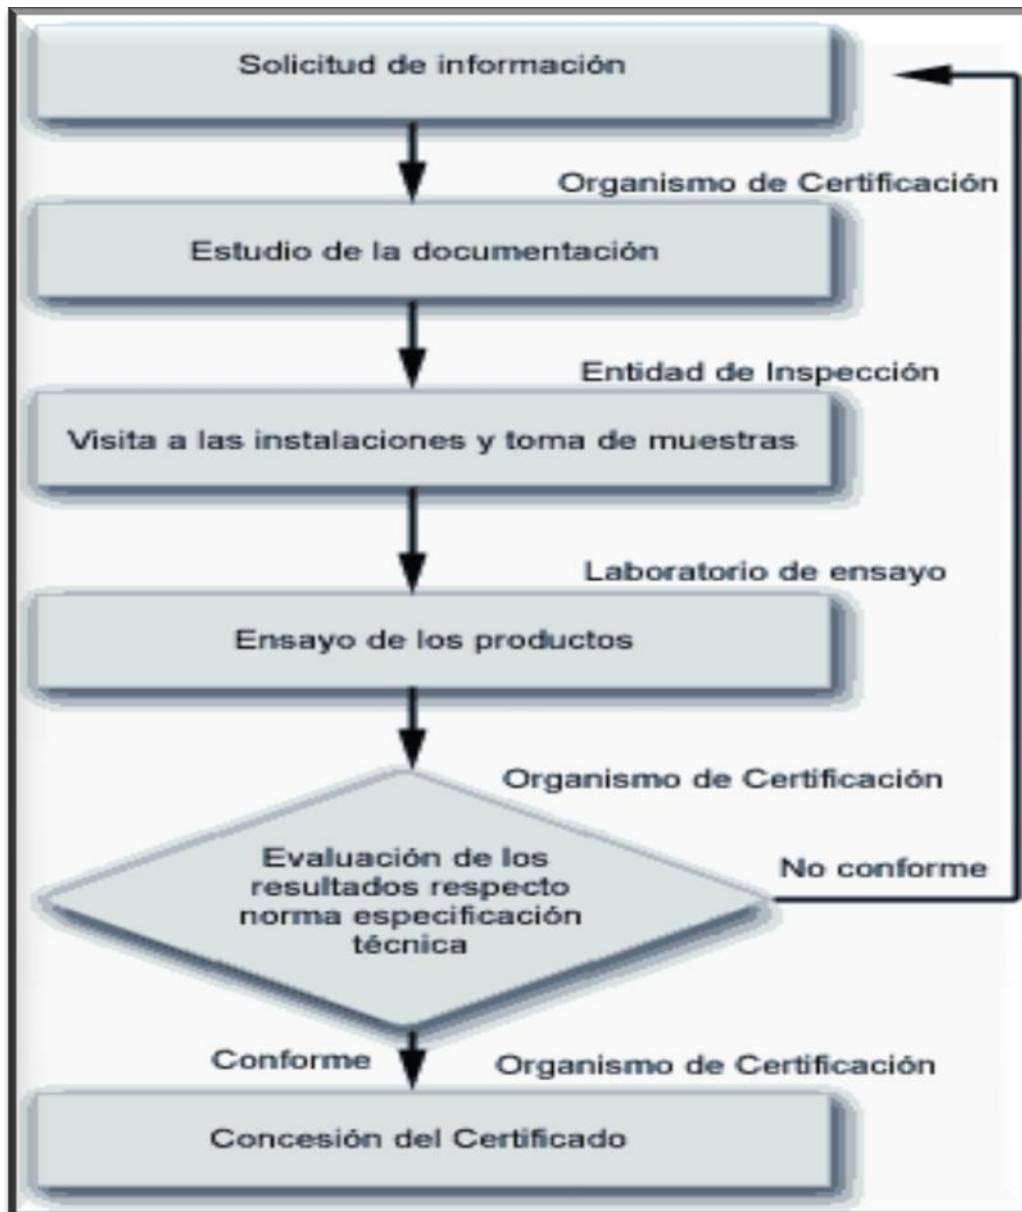 Solicitud de información
Organismo de Certificación
Estudio de la documentación
Entidad de Inspección
Visita a las instalaciones y toma de muestras
Laboratorio de ensayo
Ensayo de los productos
Organismo de Certificación
Evaluación de los
resultados respecto
norma especificación
técnica
No conforme
Conforme
Organismo de Certificación
Concesión del Certificado